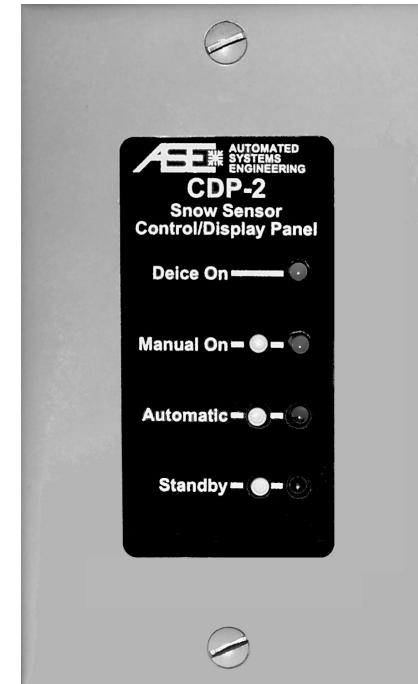 ASE
AUTOMATED
SYSTEMS
ENGINEERING
CDP-2
Snow Sensor
Control/Display Panel
Deice On
Manual On
Automatic
Standby